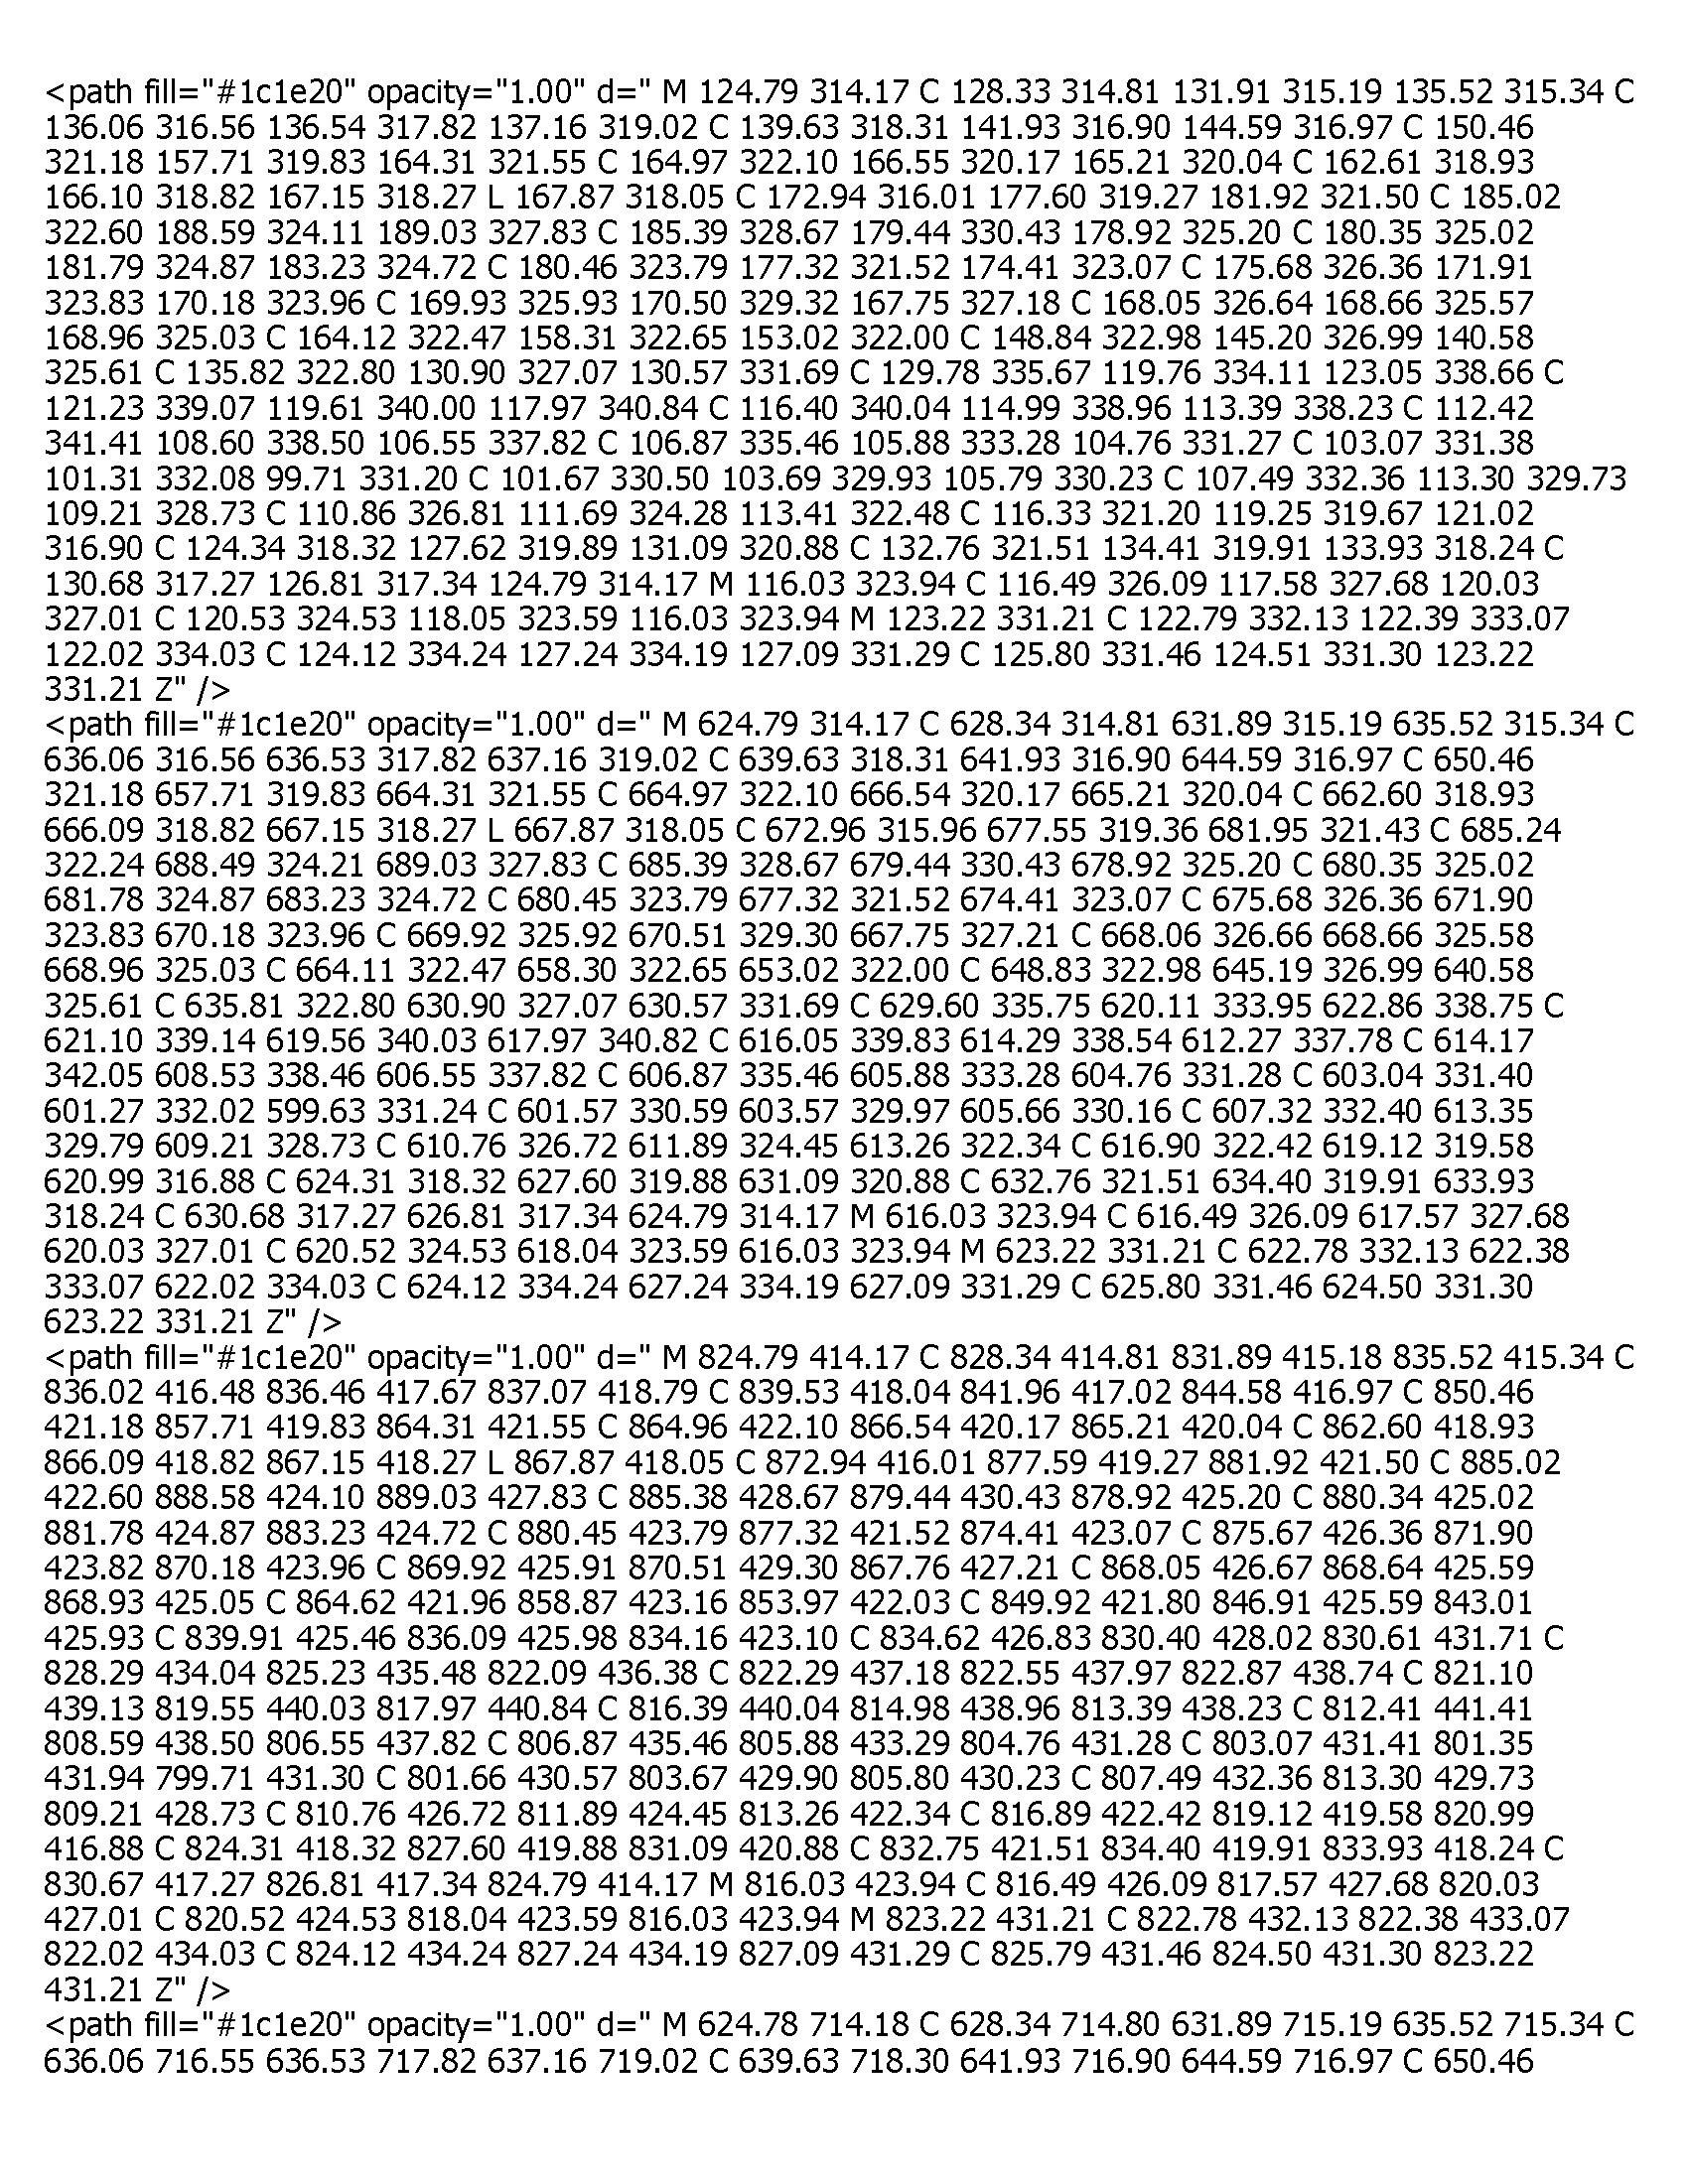 <path fill="#1c1e20" opacity="1.00" d=" M 124.79 314.17 C 128.33 314.81 131.91 315.19 135.52 315.34 C
136.06 316.56 136.54 317.82 137.16 319.02 C 139.63 318.31 141.93 316.90 144.59 316.97 C 150.46
321.18 157.71 319.83 164.31 321.55 C 164.97 322.10 166.55 320.17 165.21 320.04 C 162.61 318.93
166.10 318.82 167.15 318.27 L 167.87 318.05 C 172.94 316.01 177.60 319.27 181.92 321.50 C 185.02
322.60 188.59 324.11 189.03 327.83 C 185.39 328.67 179.44 330.43 178.92 325.20 C 180.35 325.02
181.79 324.87 183.23 324.72 C 180.46 323.79 177.32 321.52 174.41 323.07 C 175.68 326.36 171.91
323.83 170.18 323.96 C 169.93 325.93 170.50 329.32 167.75 327.18 C 168.05 326.64 168.66 325.57
168.96 325.03 C 164.12 322.47 158.31 322.65 153.02 322.00 C 148.84 322.98 145.20 326.99 140.58
325.61 C 135.82 322.80 130.90 327.07 130.57 331.69 C 129.78 335.67 119.76 334.11 123.05 338.66 C
121.23 339.07 119.61 340.00 117.97 340.84 C 116.40 340.04 114.99 338.96 113.39 338.23 C 112.42
341.41 108.60 338.50 106.55 337.82 C 106.87 335.46 105.88 333.28 104.76 331.27 C 103.07 331.38
101.31 332.08 99.71 331.20 C 101.67 330.50 103.69 329.93 105.79 330.23 C 107.49 332.36 113.30 329.73
109.21 328.73 C 110.86 326.81 111.69 324.28 113.41 322.48 C 116.33 321.20 119.25 319.67 121.02
316.90 C 124.34 318.32 127.62 319.89 131.09 320.88 C 132.76 321.51 134.41 319.91 133.93 318.24 C
130.68 317.27 126.81 317.34 124.79 314.17 M 116.03 323.94 C 116.49 326.09 117.58 327.68 120.03
327.01 C 120.53 324.53 118.05 323.59 116.03 323.94 M 123.22 331.21 C 122.79 332.13 122.39 333.07
122.02 334.03 C 124.12 334.24 127.24 334.19 127.09 331.29 C 125.80 331.46 124.51 331.30 123.22
331.21 Z" />
<path fill="#1c1e20" opacity="1.00" d=" M 624.79 314.17 C 628.34 314.81 631.89 315.19 635.52 315.34 C
636.06 316.56 636.53 317.82 637.16 319.02 C 639.63 318.31 641.93 316.90 644.59 316.97 C 650.46
321.18 657.71 319.83 664.31 321.55 C 664.97 322.10 666.54 320.17 665.21 320.04 C 662.60 318.93
666.09 318.82 667.15 318.27 L 667.87 318.05 C 672.96 315.96 677.55 319.36 681.95 321.43 C 685.24
322.24 688.49 324.21 689.03 327.83 C 685.39 328.67 679.44 330.43 678.92 325.20 C 680.35 325.02
681.78 324.87 683.23 324.72 C 680.45 323.79 677.32 321.52 674.41 323.07 C 675.68 326.36 671.90
323.83 670.18 323.96 C 669.92 325.92 670.51 329.30 667.75 327.21 C 668.06 326.66 668.66 325.58
668.96 325.03 C 664.11 322.47 658.30 322.65 653.02 322.00 C 648.83 322.98 645.19 326.99 640.58
325.61 C 635.81 322.80 630.90 327.07 630.57 331.69 C 629.60 335.75 620.11 333.95 622.86 338.75 C
621.10 339.14 619.56 340.03 617.97 340.82 C 616.05 339.83 614.29 338.54 612.27 337.78 C 614.17
342.05 608.53 338.46 606.55 337.82 C 606.87 335.46 605.88 333.28 604.76 331.28 C 603.04 331.40
601.27 332.02 599.63 331.24 C 601.57 330.59 603.57 329.97 605.66 330.16 C 607.32 332.40 613.35
329.79 609.21 328.73 C 610.76 326.72 611.89 324.45 613.26 322.34 C 616.90 322.42 619.12 319.58
620.99 316.88 C 624.31 318.32 627.60 319.88 631.09 320.88 C 632.76 321.51 634.40 319.91 633.93
318.24 C 630.68 317.27 626.81 317.34 624.79 314.17 M 616.03 323.94 C 616.49 326.09 617.57 327.68
620.03 327.01 C 620.52 324.53 618.04 323.59 616.03 323.94 M 623.22 331.21 C 622.78 332.13 622.38
333.07 622.02 334.03 C 624.12 334.24 627.24 334.19 627.09 331.29 C 625.80 331.46 624.50 331.30
623.22 331.21 Z" />
<path fill="#1c1e20" opacity="1.00" d=" M 824.79 414.17 C 828.34 414.81 831.89 415.18 835.52 415.34 C
836.02 416.48 836.46 417.67 837.07 418.79 C 839.53 418.04 841.96 417.02 844.58 416.97 C 850.46
421.18 857.71 419.83 864.31 421.55 C 864.96 422.10 866.54 420.17 865.21 420.04 C 862.60 418.93
866.09 418.82 867.15 418.27 L 867.87 418.05 C 872.94 416.01 877.59 419.27 881.92 421.50 C 885.02
422.60 888.58 424.10 889.03 427.83 C 885.38 428.67 879.44 430.43 878.92 425.20 C 880.34 425.02
881.78 424.87 883.23 424.72 C 880.45 423.79 877.32 421.52 874.41 423.07 C 875.67 426.36 871.90
423.82 870.18 423.96 C 869.92 425.91 870.51 429.30 867.76 427.21 C 868.05 426.67 868.64 425.59
868.93 425.05 C 864.62 421.96 858.87 423.16 853.97 422.03 C 849.92 421.80 846.91 425.59 843.01
425.93 C 839.91 425.46 836.09 425.98 834.16 423.10 C 834.62 426.83 830.40 428.02 830.61 431.71 C
828.29 434.04 825.23 435.48 822.09 436.38 C 822.29 437.18 822.55 437.97 822.87 438.74 C 821.10
439.13 819.55 440.03 817.97 440.84 C 816.39 440.04 814.98 438.96 813.39 438.23 C 812.41 441.41
808.59 438.50 806.55 437.82 C 806.87 435.46 805.88 433.29 804.76 431.28 C 803.07 431.41 801.35
431.94 799.71 431.30 C 801.66 430.57 803.67 429.90 805.80 430.23 C 807.49 432.36 813.30 429.73
809.21 428.73 C 810.76 426.72 811.89 424.45 813.26 422.34 C 816.89 422.42 819.12 419.58 820.99
416.88 C 824.31 418.32 827.60 419.88 831.09 420.88 C 832.75 421.51 834.40 419.91 833.93 418.24 C
830.67 417.27 826.81 417.34 824.79 414.17 M 816.03 423.94 C 816.49 426.09 817.57 427.68 820.03
427.01 C 820.52 424.53 818.04 423.59 816.03 423.94 M 823.22 431.21 C 822.78 432.13 822.38 433.07
822.02 434.03 C 824.12 434.24 827.24 434.19 827.09 431.29 C 825.79 431.46 824.50 431.30 823.22
431.21 Z" />
<path fill="#1c1e20" opacity="1.00" d=" M 624.78 714.18 C 628.34 714.80 631.89 715.19 635.52 715.34 C
636.06 716.55 636.53 717.82 637.16 719.02 C 639.63 718.30 641.93 716.90 644.59 716.97 C 650.46